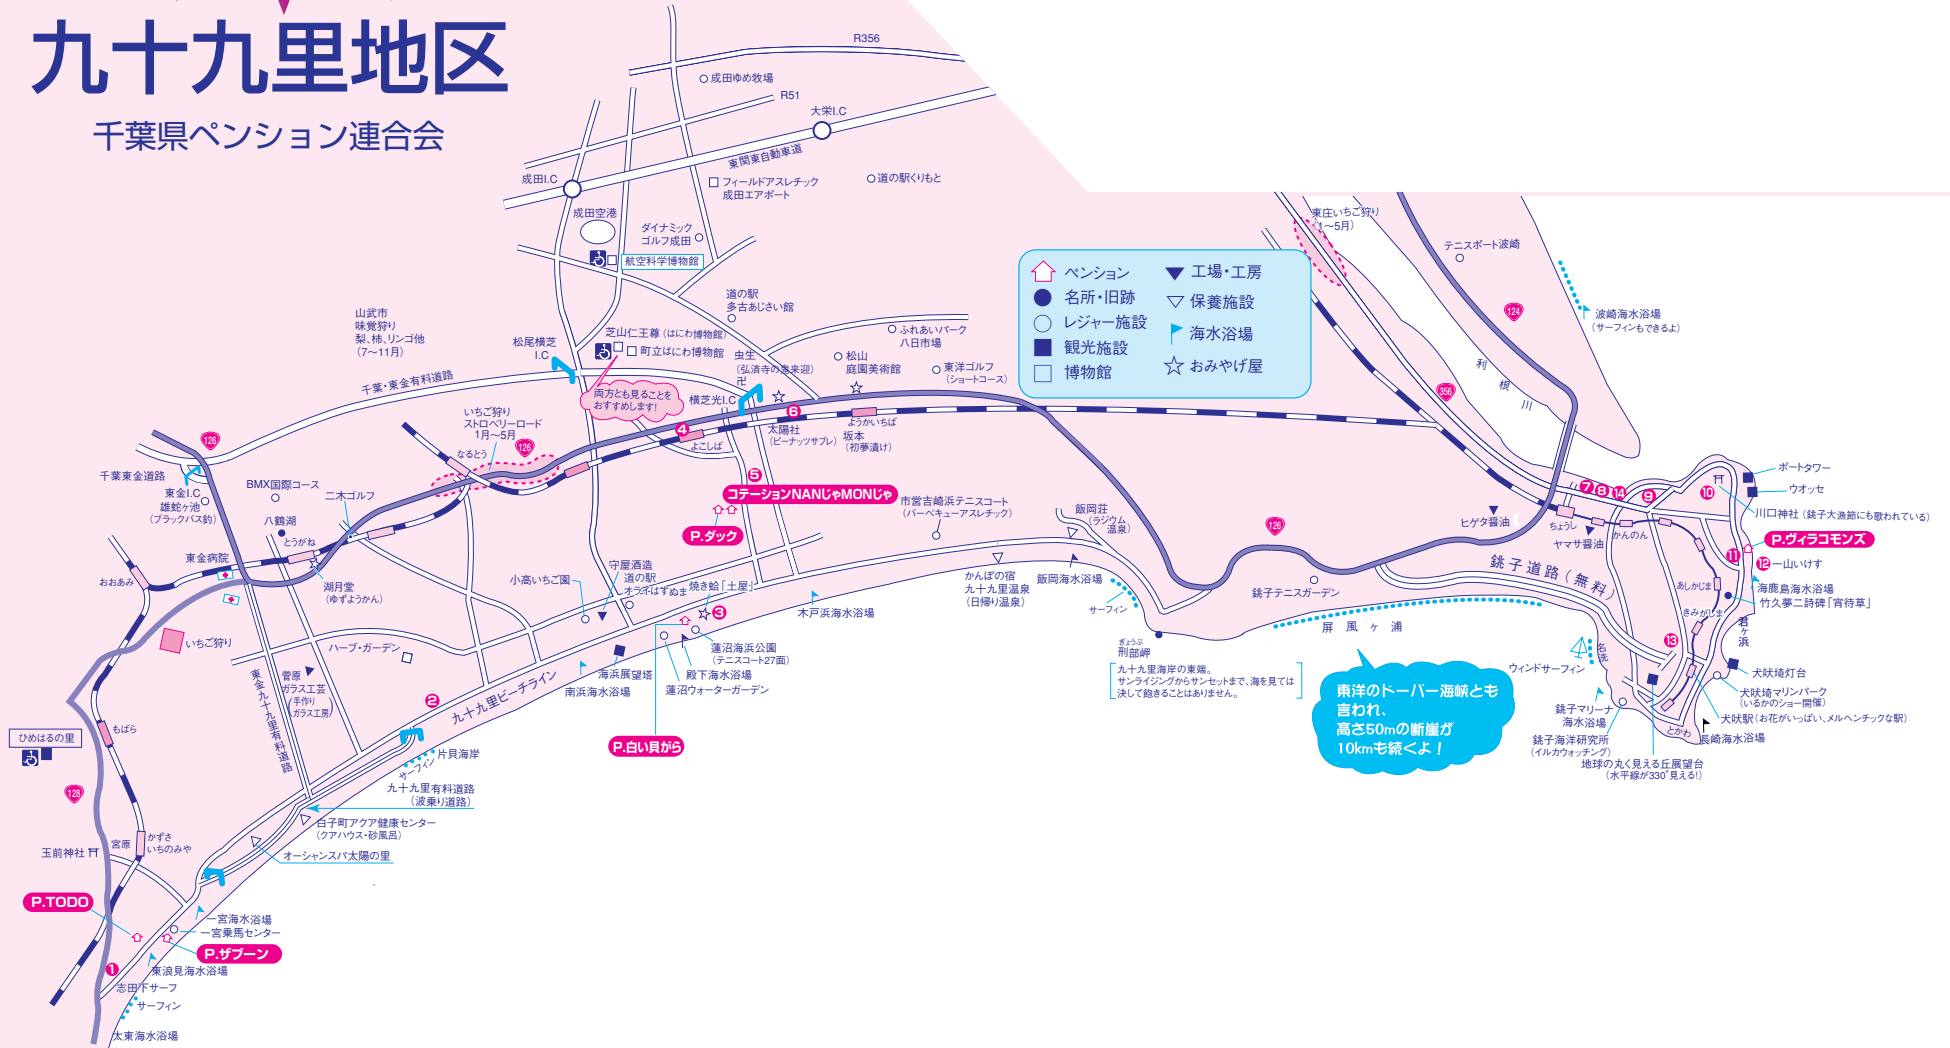 九十九里地区
千葉県ペンション連合会
R356
成田ゆめ牧場
R51
大栄I.C
東関東自動車道
成田I.C
フィールドアスレチック
成田エアポート
道の駅くりもと
成田空港
ダイナミック
ゴルフ成田
航空科学博物館
道の駅
多古あじさい館
ペンション
名所・旧跡
レジャー施設
観光施設
博物館
工場・工房
保養施設
海水浴場
おみやげ屋
東庄いちご狩り
(1〜5月)
テニスポート波崎
124
波崎海水浴場
(サーフィンもできるよ)
利根川
356
山武市
味覚狩り
梨、柿、リンゴ他
(7〜11月)
松尾横芝
I.C
芝山仁王尊(はにわ博物館)
町立はにわ博物館
虫生
(弘済寺の鬼来迎)
卍
松山
庭園美術館
ふれあいパーク
八日市場
東洋ゴルフ
(ショートコース)
千葉・東金有料道路
両方とも見ることを
おすすめします!
横芝光I.C
いちご狩り
ストロベリーロード
1月〜5月
126
126
なるとう
4
よこしば
6
太陽社
(ピーナッツサブレ)
ようかいちば
坂本
(初夢漬け)
千葉東金道路
東金I.C
雄蛇ヶ池
(ブラックバス釣)
BMX国際コース
二木ゴルフ
八鶴湖
とうがね
東金病院
おおあみ
湖月堂
(ゆずようかん)
5
コテーションNANじゃMONじゃ
P.ダック
市営吉崎浜テニスコート
(バーベキューアスレチック)
飯岡荘
(ラジウム
温泉)
126
かんぽの宿
九十九里温泉
(日帰り温泉)
飯岡海水浴場
サーフィン
銚子テニスガーデン
屏風ヶ浦
銚子道路(無料)
ヒゲタ醤油
ヤマサ醤油
ちょうし
かんのん
7
8
14
9
10
ポートタワー
ウオッセ
川口神社(銚子大漁節にも歌われている)
P.ヴィラコモンズ
11
12
一山いけす
海鹿島海水浴場
竹久夢二詩碑「宵待草」
あしかじま
きみがはま
君ヶ浜
13
犬吠埼灯台
犬吠埼マリンパーク
(いるかのショー開催)
犬吠駅(お花がいっぱい、メルヘンチックな駅)
とかわ
長崎海水浴場
名洗
ウィンドサーフィン
銚子マリーナ
海水浴場
銚子海洋研究所
(イルカウォッチング)
地球の丸く見える丘展望台
(水平線が330°見える!)
東洋のドーバー海峡とも
言われ、
高さ50mの断崖が
10kmも続くよ!
ぎょうぶ
刑部岬
九十九里海岸の東端。
サンライジングからサンセットまで、海を見ては
決して飽きることはありません。
守屋酒造
道の駅
オライはすぬま
焼き蛤「土屋」
小高いちご園
3
木戸浜海水浴場
蓮沼海浜公園
(テニスコート27面)
殿下海水浴場
蓮沼ウォーターガーデン
海浜展望塔
南浜海水浴場
P.白い貝がら
いちご狩り
ハーブ・ガーデン
菅原
ガラス工芸
(手作り
ガラス工房)
東金九十九里有料道路
2
九十九里ビーチライン
もばら
ひめはるの里
128
片貝海岸
サーフィン
九十九里有料道路
(波乗り道路)
白子町アクア健康センター
(クアハウス・砂風呂)
オーシャンスパ太陽の里
玉前神社
宮原
かずさ
いちのみや
P.TODO
一宮海水浴場
一宮乗馬センター
P.ザブーン
1
東浪見海水浴場
志田下サーフ
サーフィン
太東海水浴場